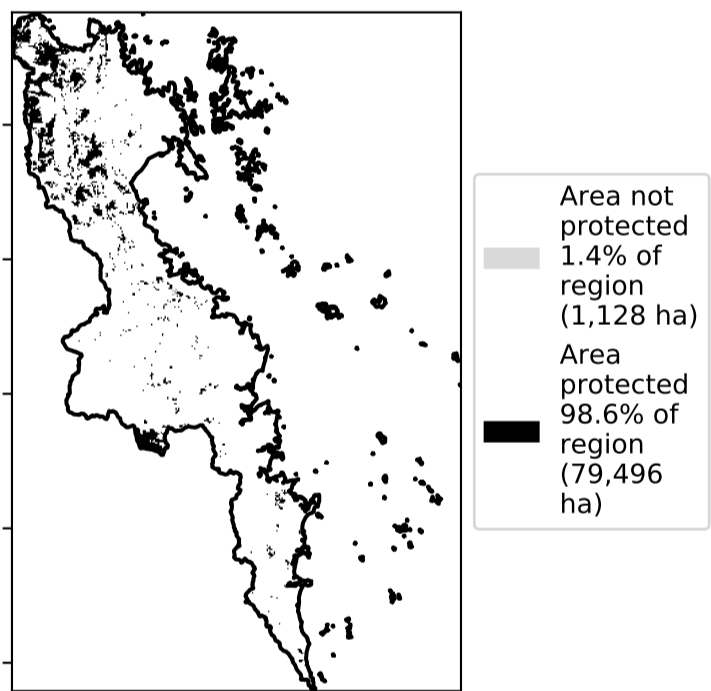 Area not
protected
1.4% of
region
(1,128 ha)
Area
protected
98.6% of
region
(79,496
ha)